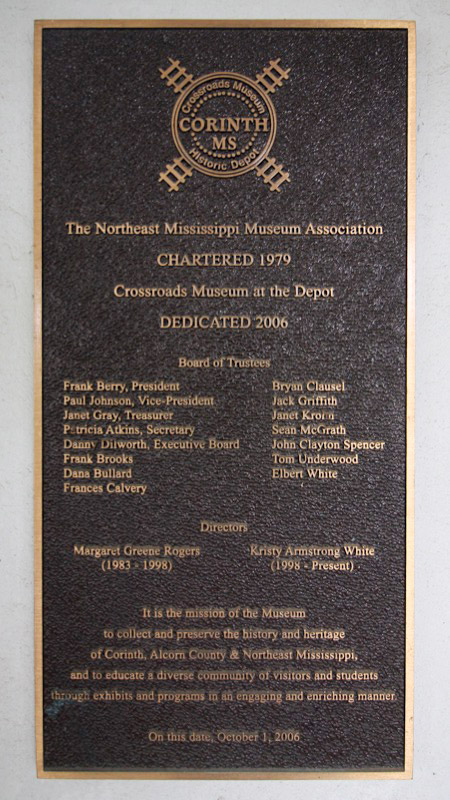 Crossroads Museum
CORINTH
MS
Historic Depot
The Northeast Mississippi Museum Association
CHARTERED 1979
Crossroads Museum at the Depot
DEDICATED 2006
Board of Trustees
Frank Berry, President
Paul Johnson, Vice-President
Janet Gray, Treasurer
Patricia Atkins, Secretary
Danny Dilworth, Executive Board
Frank Brooks
Dana Bullard
Frances Calvery
Bryan Clausel
Jack Griffith
Janet
Sean McGrath
John Clayton Spencer
Tom Underwood
Elbert White
Directors
Margaret Greene Rogers
(1983 - 1998)
Kristy Armstrong White
(1998 - Present)
It is the mission of the Museum
to collect and preserve the history and heritage
of Corinth, Alcorn County & Northeast Mississippi,
and to educate a diverse community of visitors and students
through exhibits and programs in an engaging and enriching manner.
On this date, October 1, 2006